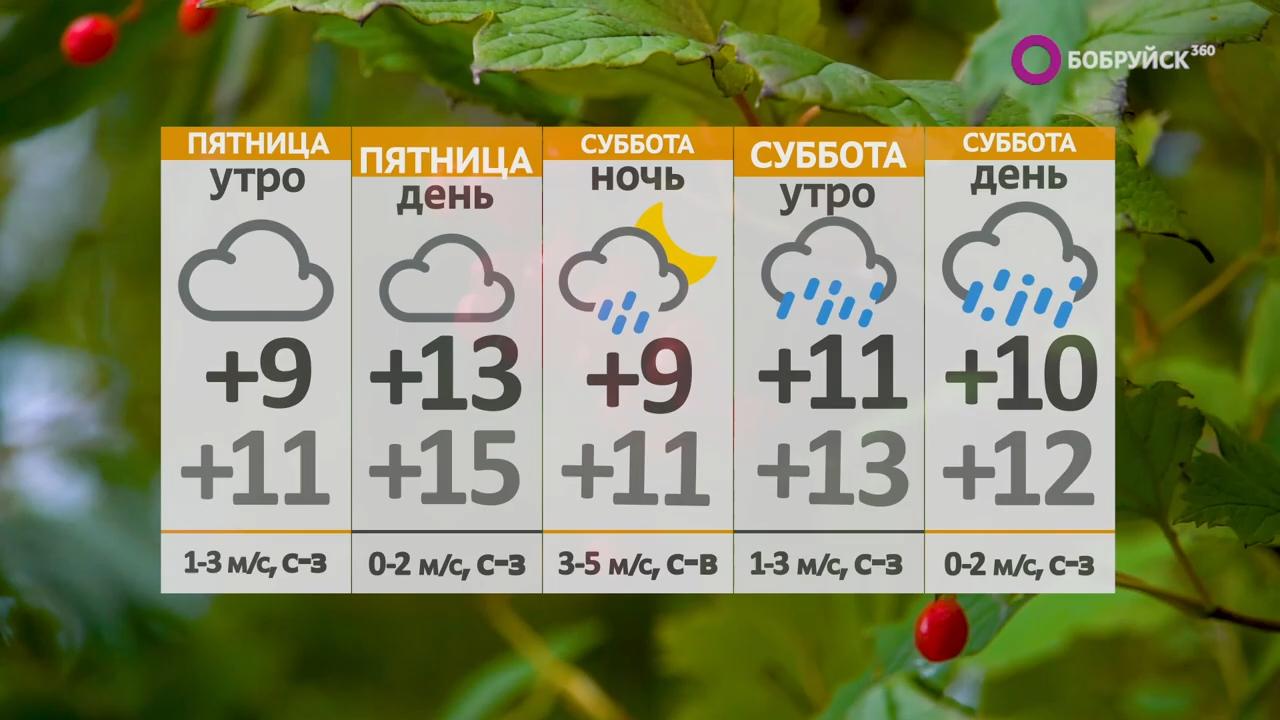 БОБРУЙСК360
ПЯТНИЦА
утро
+9
+11
1-3 м/с, с-з
ПЯТНИЦА
день
+13
+15
0-2 м/с, с-з
СУББОТА
ночь
+9
+11
3-5 м/с, с-в
СУББОТА
утро
+11
+13
1-3 м/с, с-з
СУББОТА
день
+10
+12
0-2 м/с, с-з